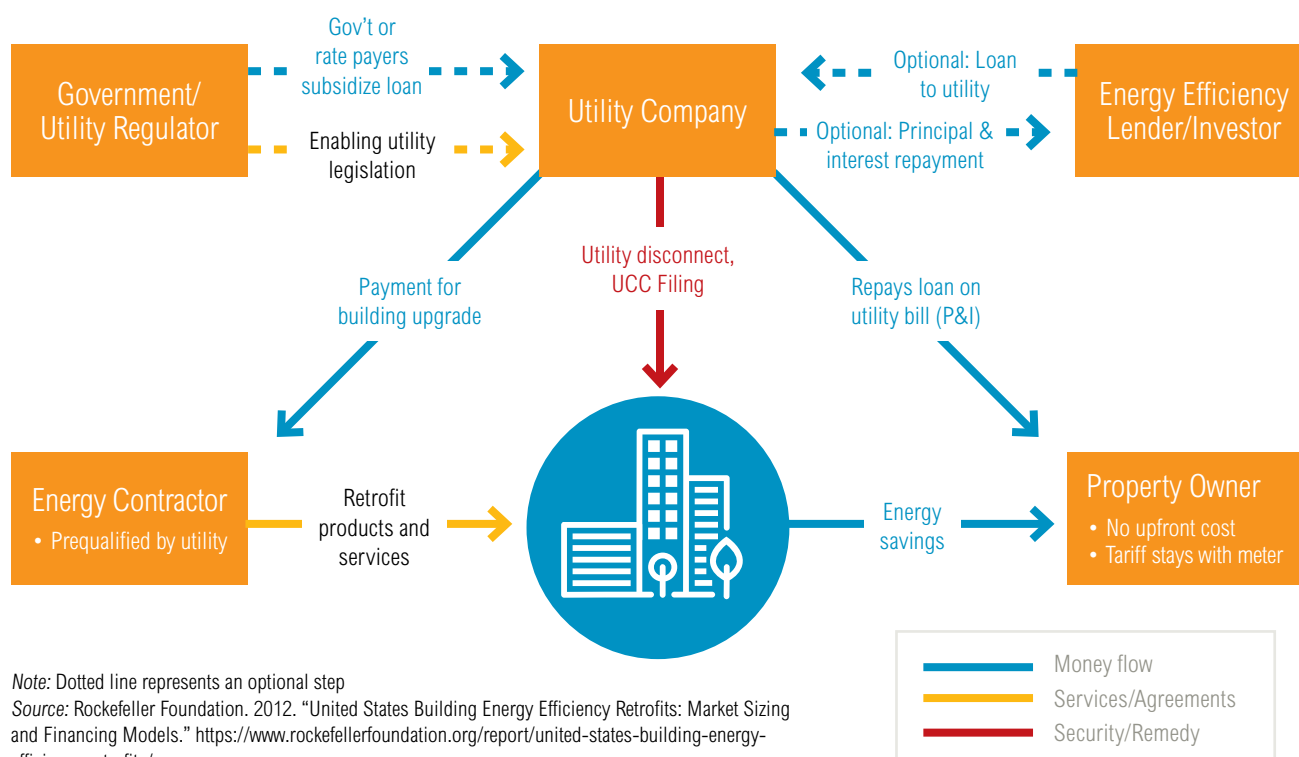 Gov’t or
rate payers
subsidize loan
Government/
Utility Regulator
Enabling utility
legislation
Utility Company
Optional: Loan
to utility
Optional: Principal &
interest repayment
Energy Efficiency
Lender/Investor
Payment for
building upgrade
Utility disconnect,
UCC Filing
Repays loan on
utility bill (P&I)
Energy Contractor
• Prequalified by utility
Retrofit
products and
services
Energy
savings
Property Owner
• No upfront cost
• Tariff stays with meter
Note: Dotted line represents an optional step
Source: Rockefeller Foundation. 2012. “United States Building Energy Efficiency Retrofits: Market Sizing
and Financing Models.” https://www.rockefellerfoundation.org/report/united-states-building-energy-
Money flow
Services/Agreements
Security/Remedy